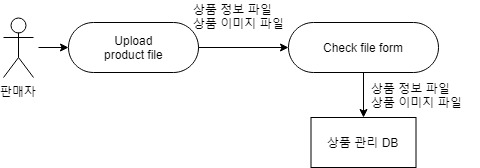 상품 정보 파일
상품 이미지 파일
Upload
product file
Check file form
판매자
상품 정보 파일
상품 이미지 파일
상품 관리 DB